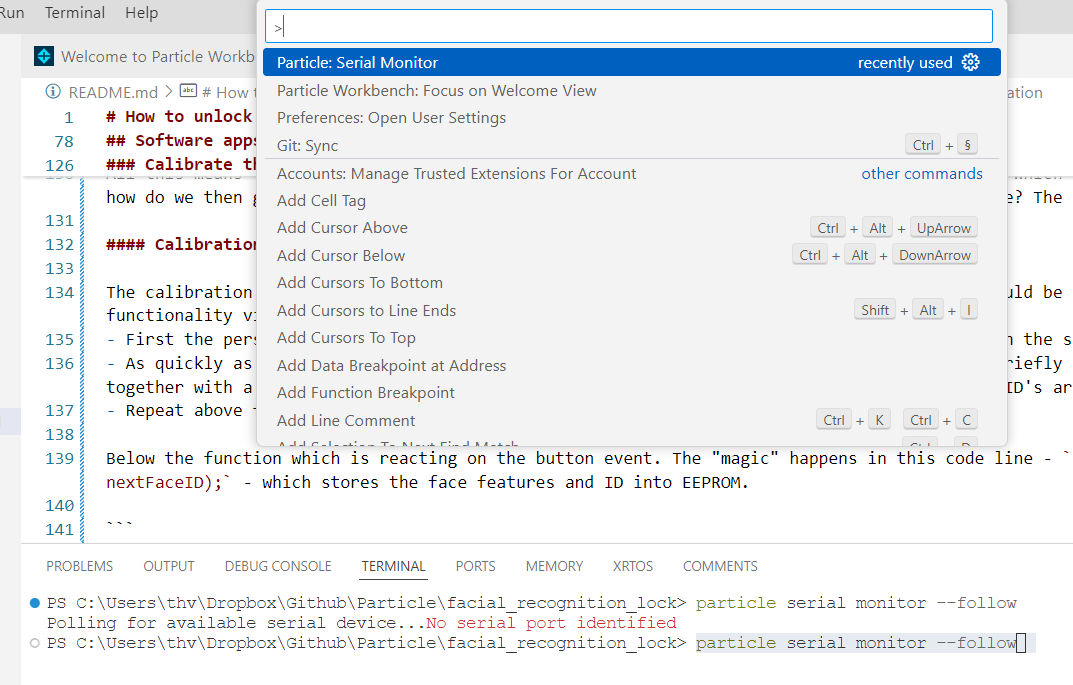 Run Terminal Help
>
Welcome to Particle Workb
Particle: Serial Monitor recently used
Particle Workbench: Focus on Welcome View
Preferences: Open User Settings
Git: Sync Ctrl + §
Accounts: Manage Trusted Extensions For Account other commands
Add Cell Tag
Add Cursor Above Ctrl + Alt + UpArrow
Add Cursor Below Ctrl + Alt + DownArrow
Add Cursors To Bottom
Add Cursors to Line Ends Shift + Alt + I
Add Cursors To Top
Add Data Breakpoint at Address
Add Function Breakpoint
Add Line Comment Ctrl + K Ctrl + C
Add Selection To Next Find Match Ctrl + D
README.md > abc # How t ation
1 # How to unlock
78 ## Software apps
126 ### Calibrate th
how do we then g e? The
131
132 #### Calibration
133
134 The calibration uld be
functionality vi
135 - First the pers n the s
136 - As quickly as riefly
together with a ID's ar
137 - Repeat above t
138
139 Below the function which is reacting on the button event. The "magic" happens in this code line - `
nextFaceID);` - which stores the face features and ID into EEPROM.
140
141 ```
PROBLEMS OUTPUT DEBUG CONSOLE TERMINAL PORTS MEMORY XRTOS COMMENTS
PS C:\Users\thv\Dropbox\Github\Particle\facial_recognition_lock> particle serial monitor --follow
Polling for available serial device...No serial port identified
PS C:\Users\thv\Dropbox\Github\Particle\facial_recognition_lock> particle serial monitor --follow